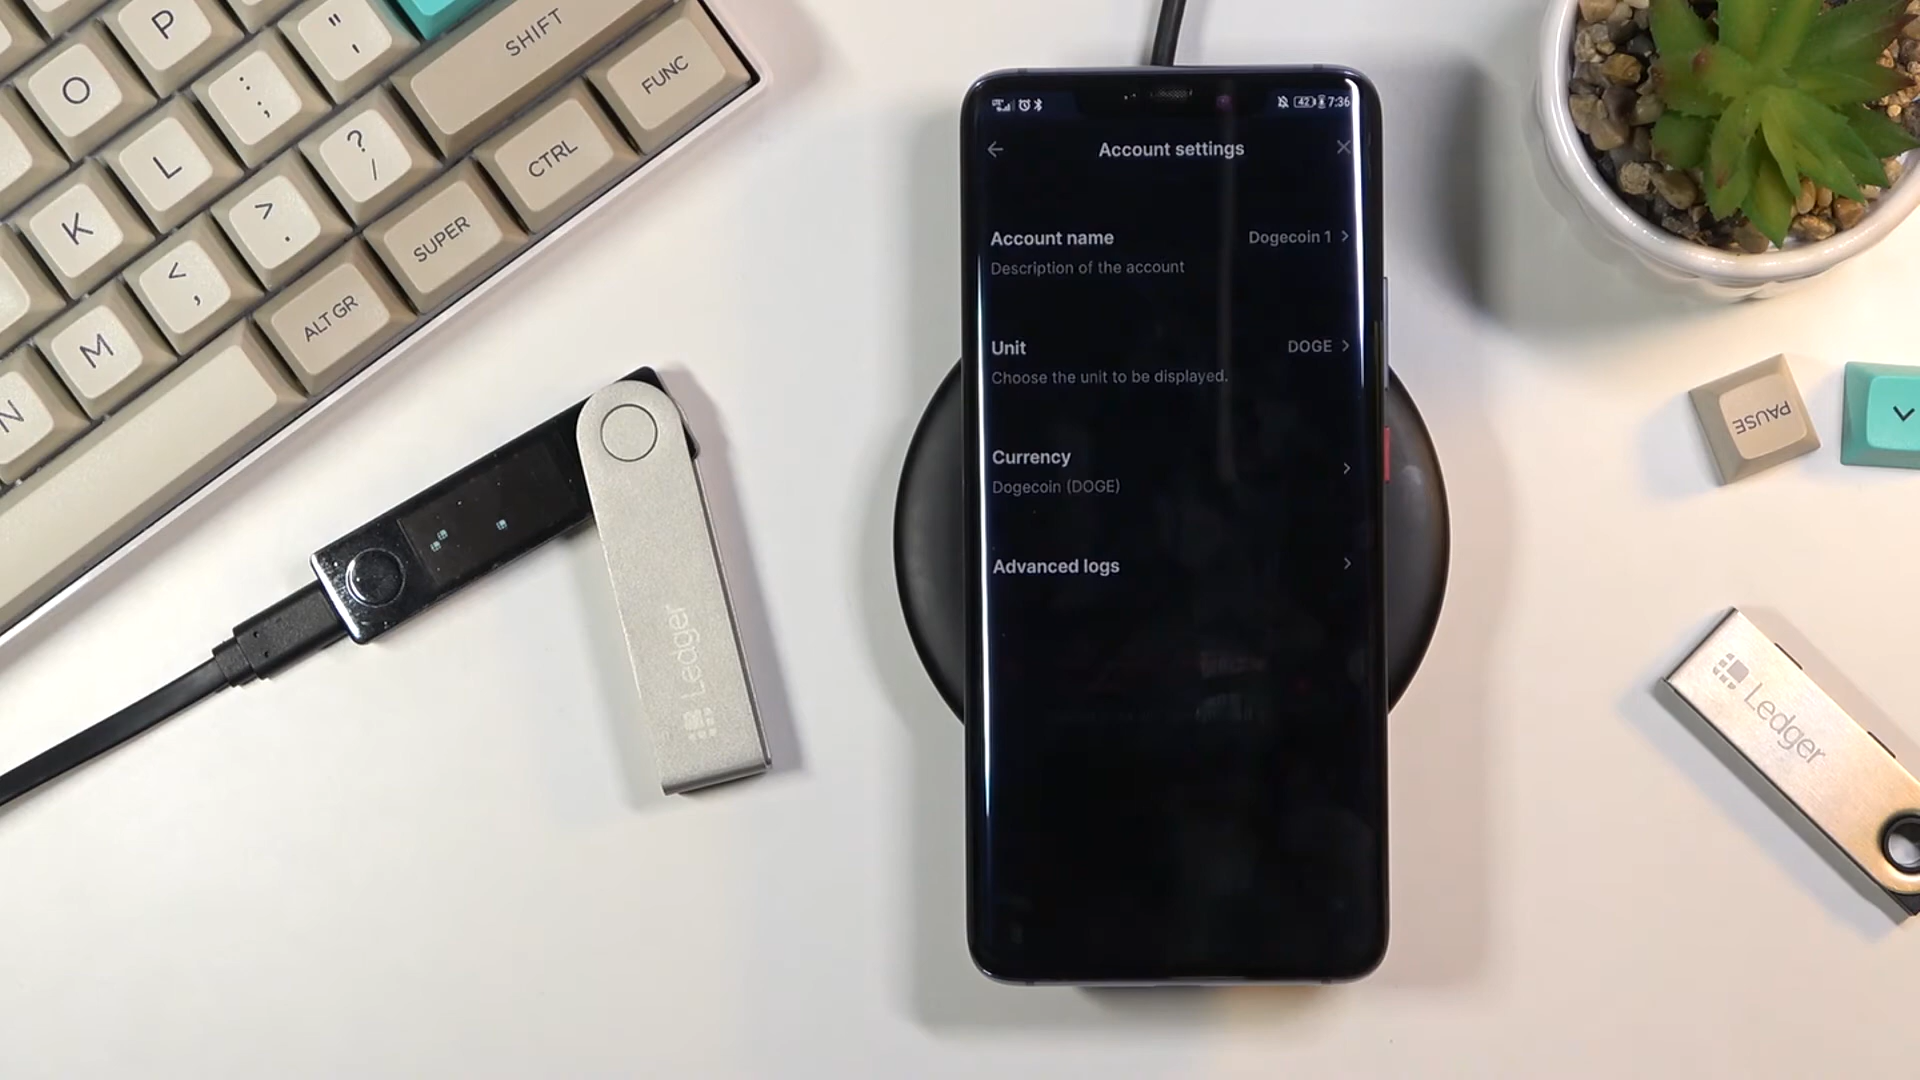 P
"
'
SHIFT
FUNC
O
:
;
?
/
CTRL
L
>
.
SUPER
K
<
,
ALT GR
M
N
Ledger
42
7:36
Account settings
Account name
Dogecoin 1
Description of the account
Unit
DOGE
Choose the unit to be displayed.
Currency
Dogecoin (DOGE)
Advanced logs
PAUSE
Ledger